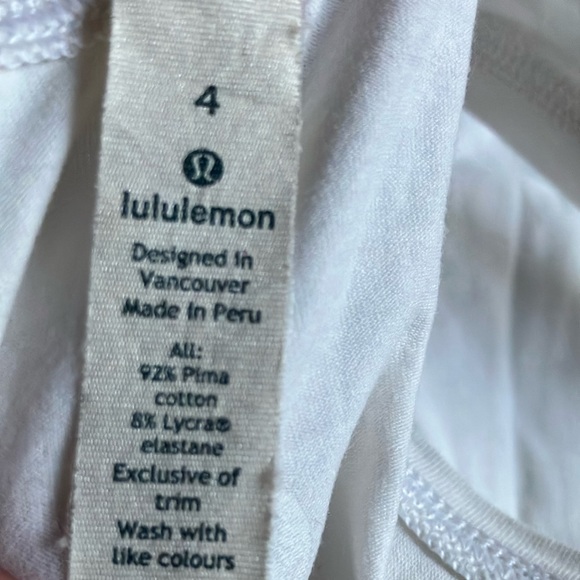 4
lululemon
Designed in
Vancouver
Made in Peru
All:
92% Pima
cotton
8% Lycra®
elastane
Exclusive of
trim
Wash with
like colours